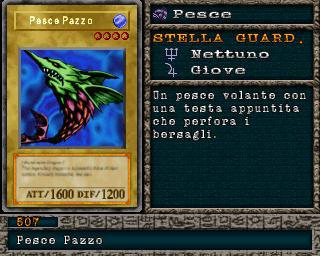 Pesce Pazzo
ATT/1600 DIF/1200
Pesce
STELLA GUARD.
Nettuno
Giove
Un pesce volante con
una testa appuntita
che perfora i
bersagli.
507
Pesce Pazzo